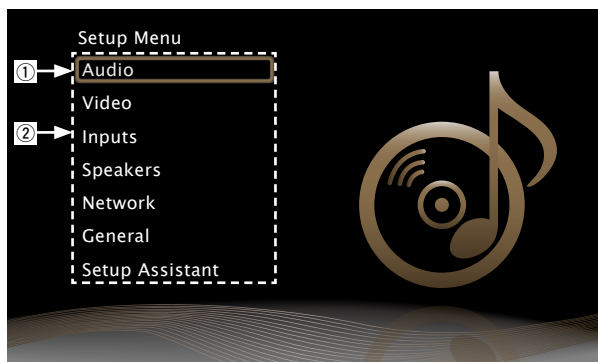 Setup Menu
① Audio
Video
② Inputs
Speakers
Network
General
Setup Assistant